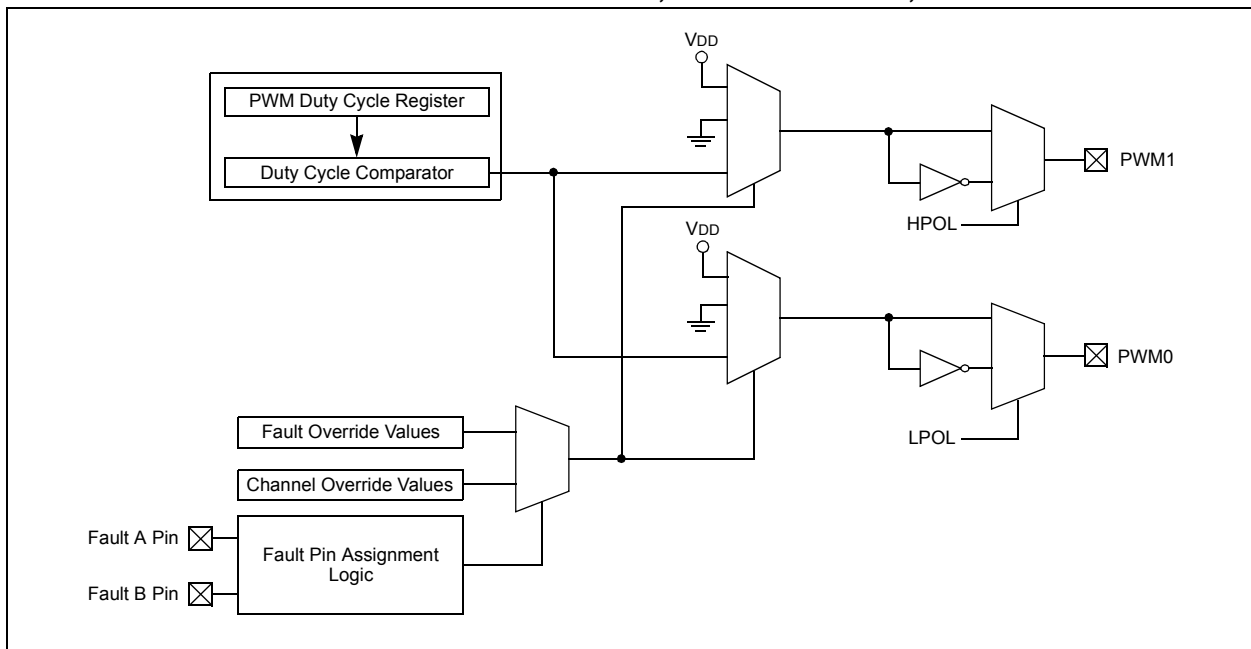 VDD
PWM Duty Cycle Register
Duty Cycle Comparator
PWM1
HPOL
VDD
PWM0
LPOL
Fault Override Values
Channel Override Values
Fault A Pin
Fault Pin Assignment
Logic
Fault B Pin